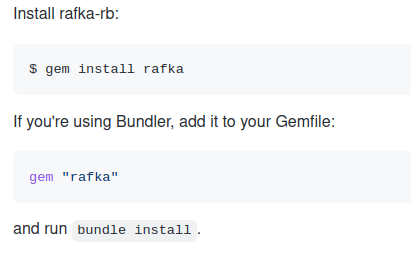 Install rafka-rb:
$ gem install rafka
If you're using Bundler, add it to your Gemfile:
gem "rafka"
and run bundle install.